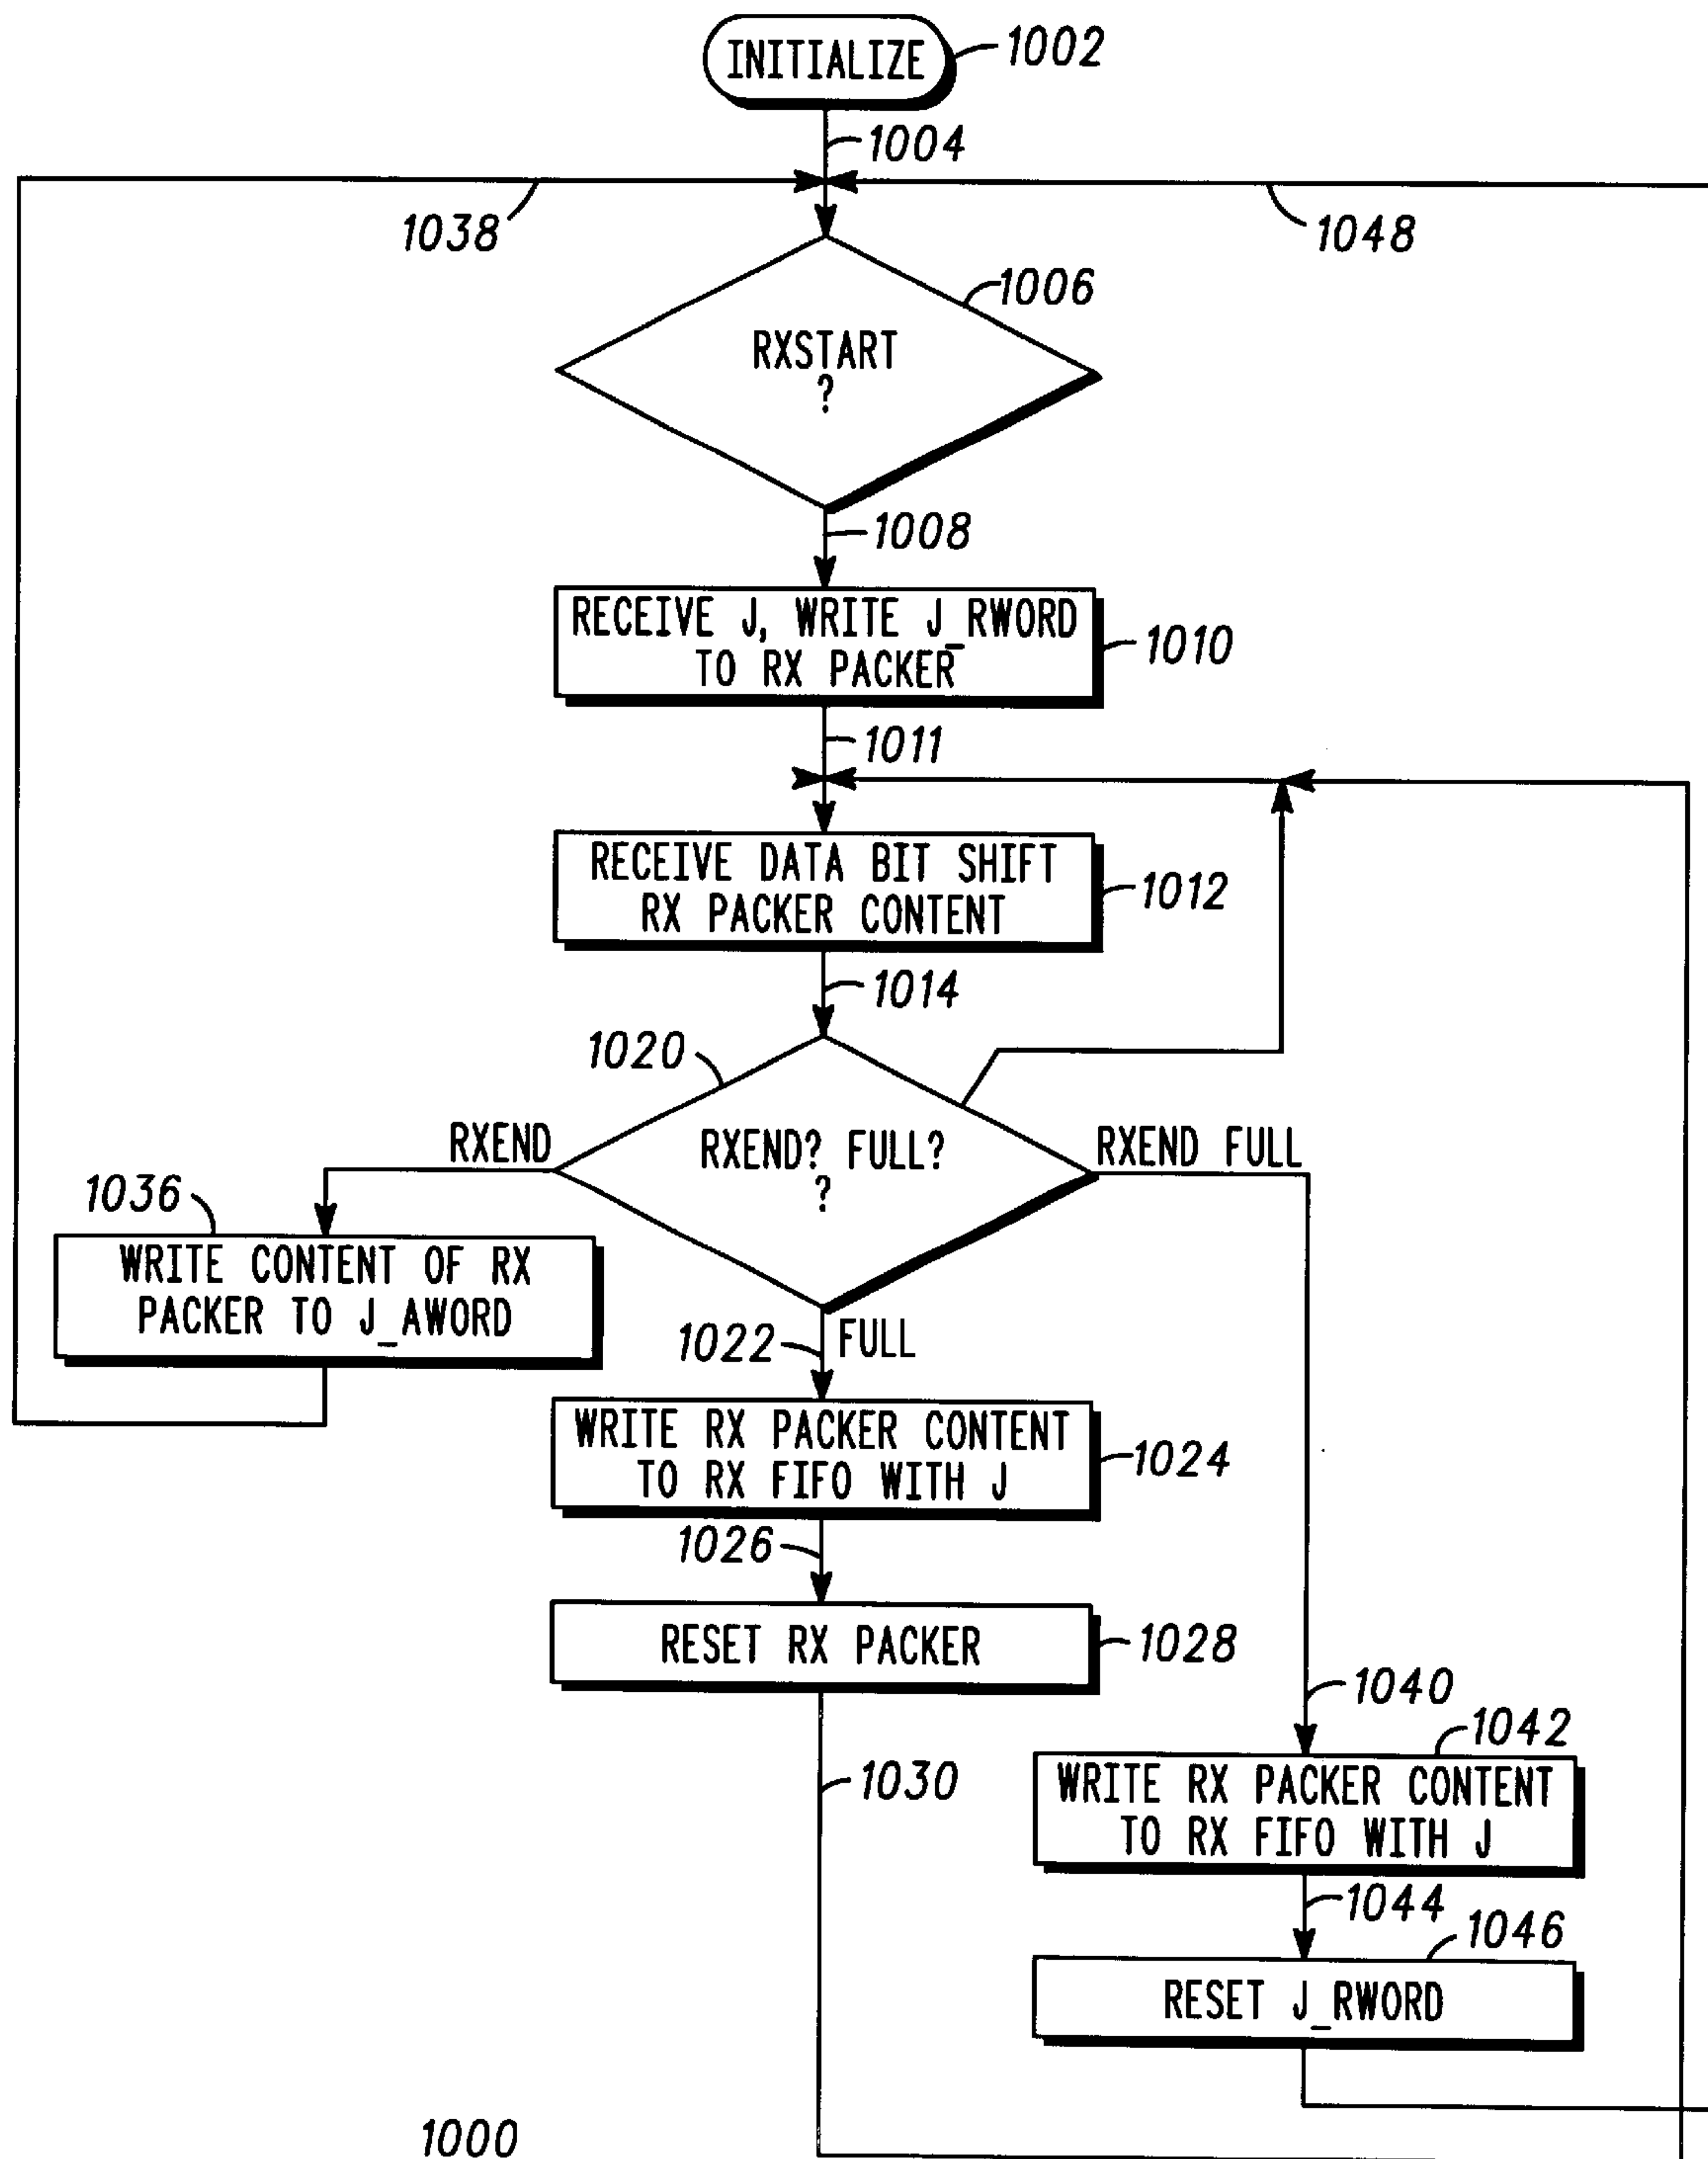 INITIALIZE
1002
1004
1038
1048
1006
RXSTART
?
1008
RECEIVE J, WRITE J_RWORD
TO RX PACKER
1010
1011
RECEIVE DATA BIT SHIFT
RX PACKER CONTENT
1012
1014
1020
RXEND
RXEND? FULL?
?
RXEND FULL
1036
WRITE CONTENT OF RX
PACKER TO J_AWORD
1022
FULL
WRITE RX PACKER CONTENT
TO RX FIFO WITH J
1024
1026
RESET RX PACKER
1028
1040
1030
1042
WRITE RX PACKER CONTENT
TO RX FIFO WITH J
1044
1046
RESET J_RWORD
1000